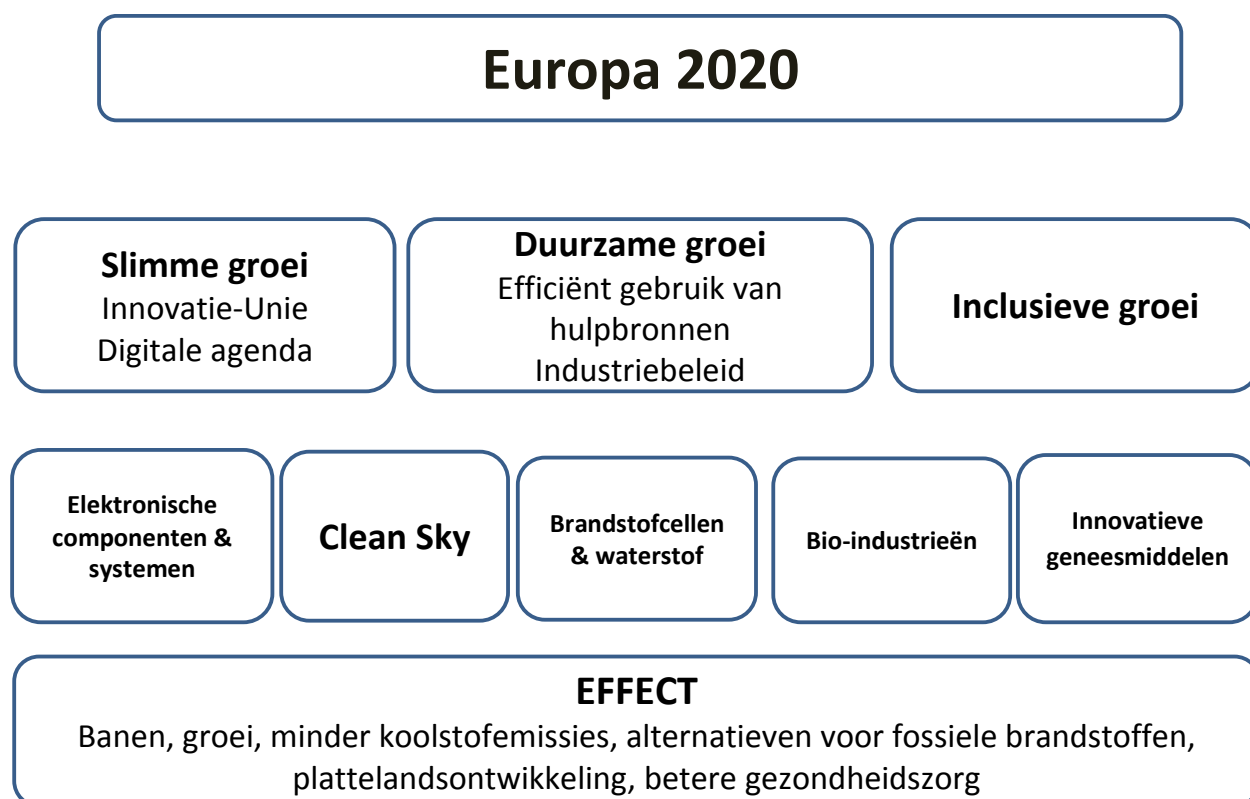 Europa 2020
Slimme groei
Innovatie-Unie
Digitale agenda
Duurzame groei
Efficiënt gebruik van
hulpbronnen
Industriebeleid
Inclusieve groei
Elektronische
componenten &
systemen
Clean Sky
Brandstofcellen
& waterstof
Bio-industrieën
Innovatieve
geneesmiddelen
EFFECT
Banen, groei, minder koolstofemissies, alternatieven voor fossiele brandstoffen,
plattelandsontwikkeling, betere gezondheidszorg